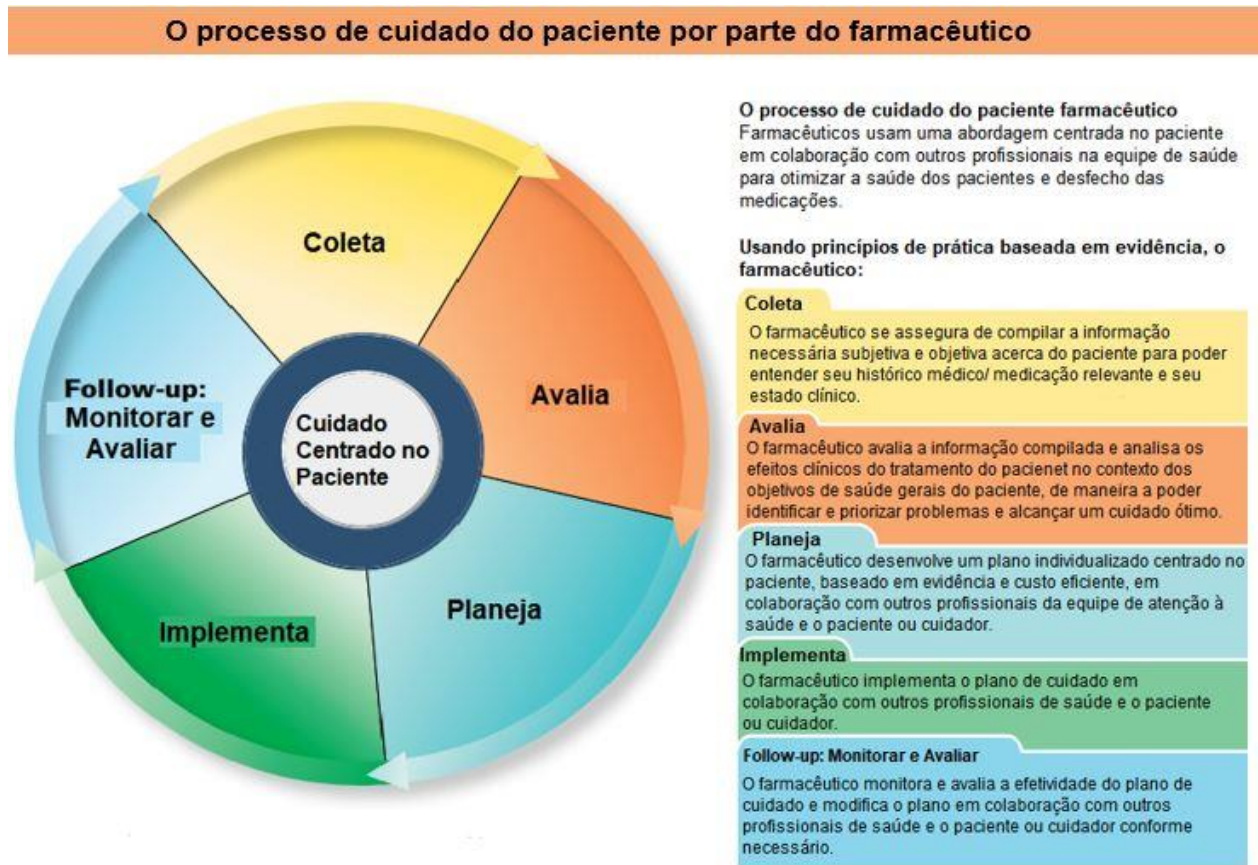 O processo de cuidado do paciente por parte do farmacêutico
Coleta
Avalia
Planeja
Implementa
Follow-up:
Monitorar e
Avaliar
Cuidado
Centrado no
Paciente
O processo de cuidado do paciente farmacêutico
Farmacêuticos usam uma abordagem centrada no paciente
em colaboração com outros profissionais na equipe de saúde
para otimizar a saúde dos pacientes e desfecho das
medicações.
Usando princípios de prática baseada em evidência, o
farmacêutico:
Coleta
O farmacêutico se assegura de compilar a informação
necessária subjetiva e objetiva acerca do paciente para poder
entender seu histórico médico/ medicação relevante e seu
estado clínico.
Avalia
O farmacêutico avalia a informação compilada e analisa os
efeitos clínicos do tratamento do pacienet no contexto dos
objetivos de saúde gerais do paciente, de maneira a poder
identificar e priorizar problemas e alcançar um cuidado ótimo.
Planeja
O farmacêutico desenvolve um plano individualizado centrado no
paciente, baseado em evidência e custo eficiente, em
colaboração com outros profissionais da equipe de atenção à
saúde e o paciente ou cuidador.
Implementa
O farmacêutico implementa o plano de cuidado em
colaboração com outros profissionais de saúde e o paciente
ou cuidador.
Follow-up: Monitorar e Avaliar
O farmacêutico monitora e avalia a efetividade do plano de
cuidado e modifica o plano em colaboração com outros
profissionais de saúde e o paciente ou cuidador conforme
necessário.